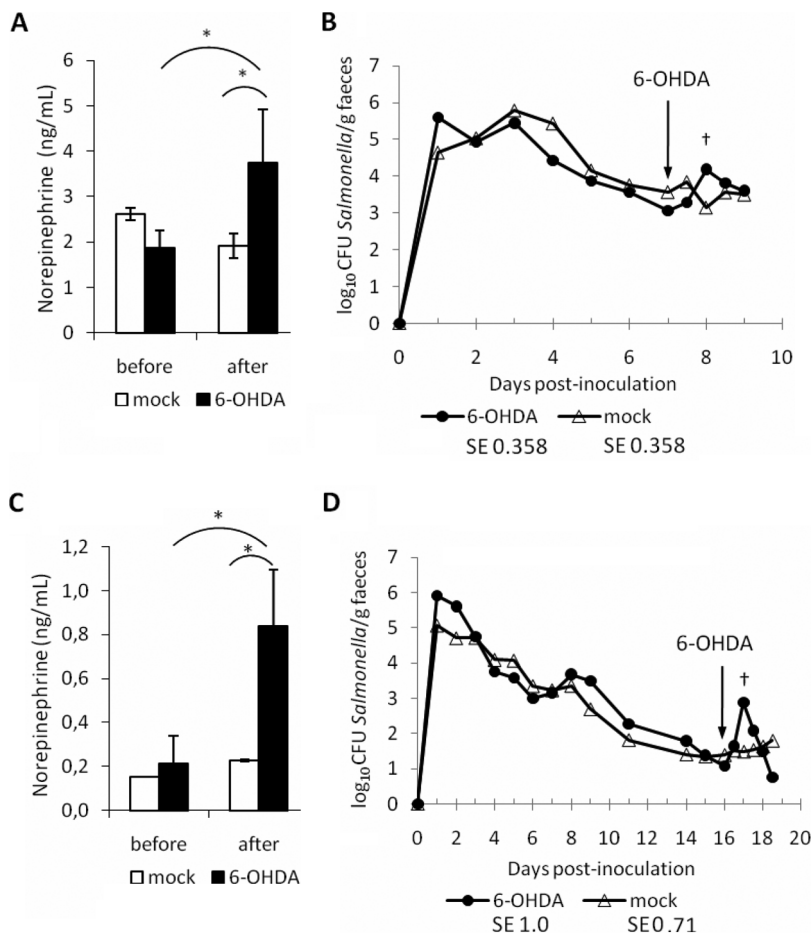 A
Norepinephrine (ng/mL)
6
5
4
3
2
1
0
*
*
before
after
mock
6-OHDA
B
log10 CFU Salmonella/g faeces
7
6
5
4
3
2
1
0
6-OHDA
†
0
2
4
6
8
10
Days post-inoculation
6-OHDA
mock
SE 0.358
SE 0.358
C
Norepinephrine (ng/mL)
1,2
1,0
0,8
0,6
0,4
0,2
0,0
*
*
before
after
mock
6-OHDA
D
log10CFU Salmonella/g faeces
7
6
5
4
3
2
1
0
6-OHDA
†
0
2
4
6
8
10
12
14
16
18
20
Days post-inoculation
6-OHDA
mock
SE 1.0
SE 0.71